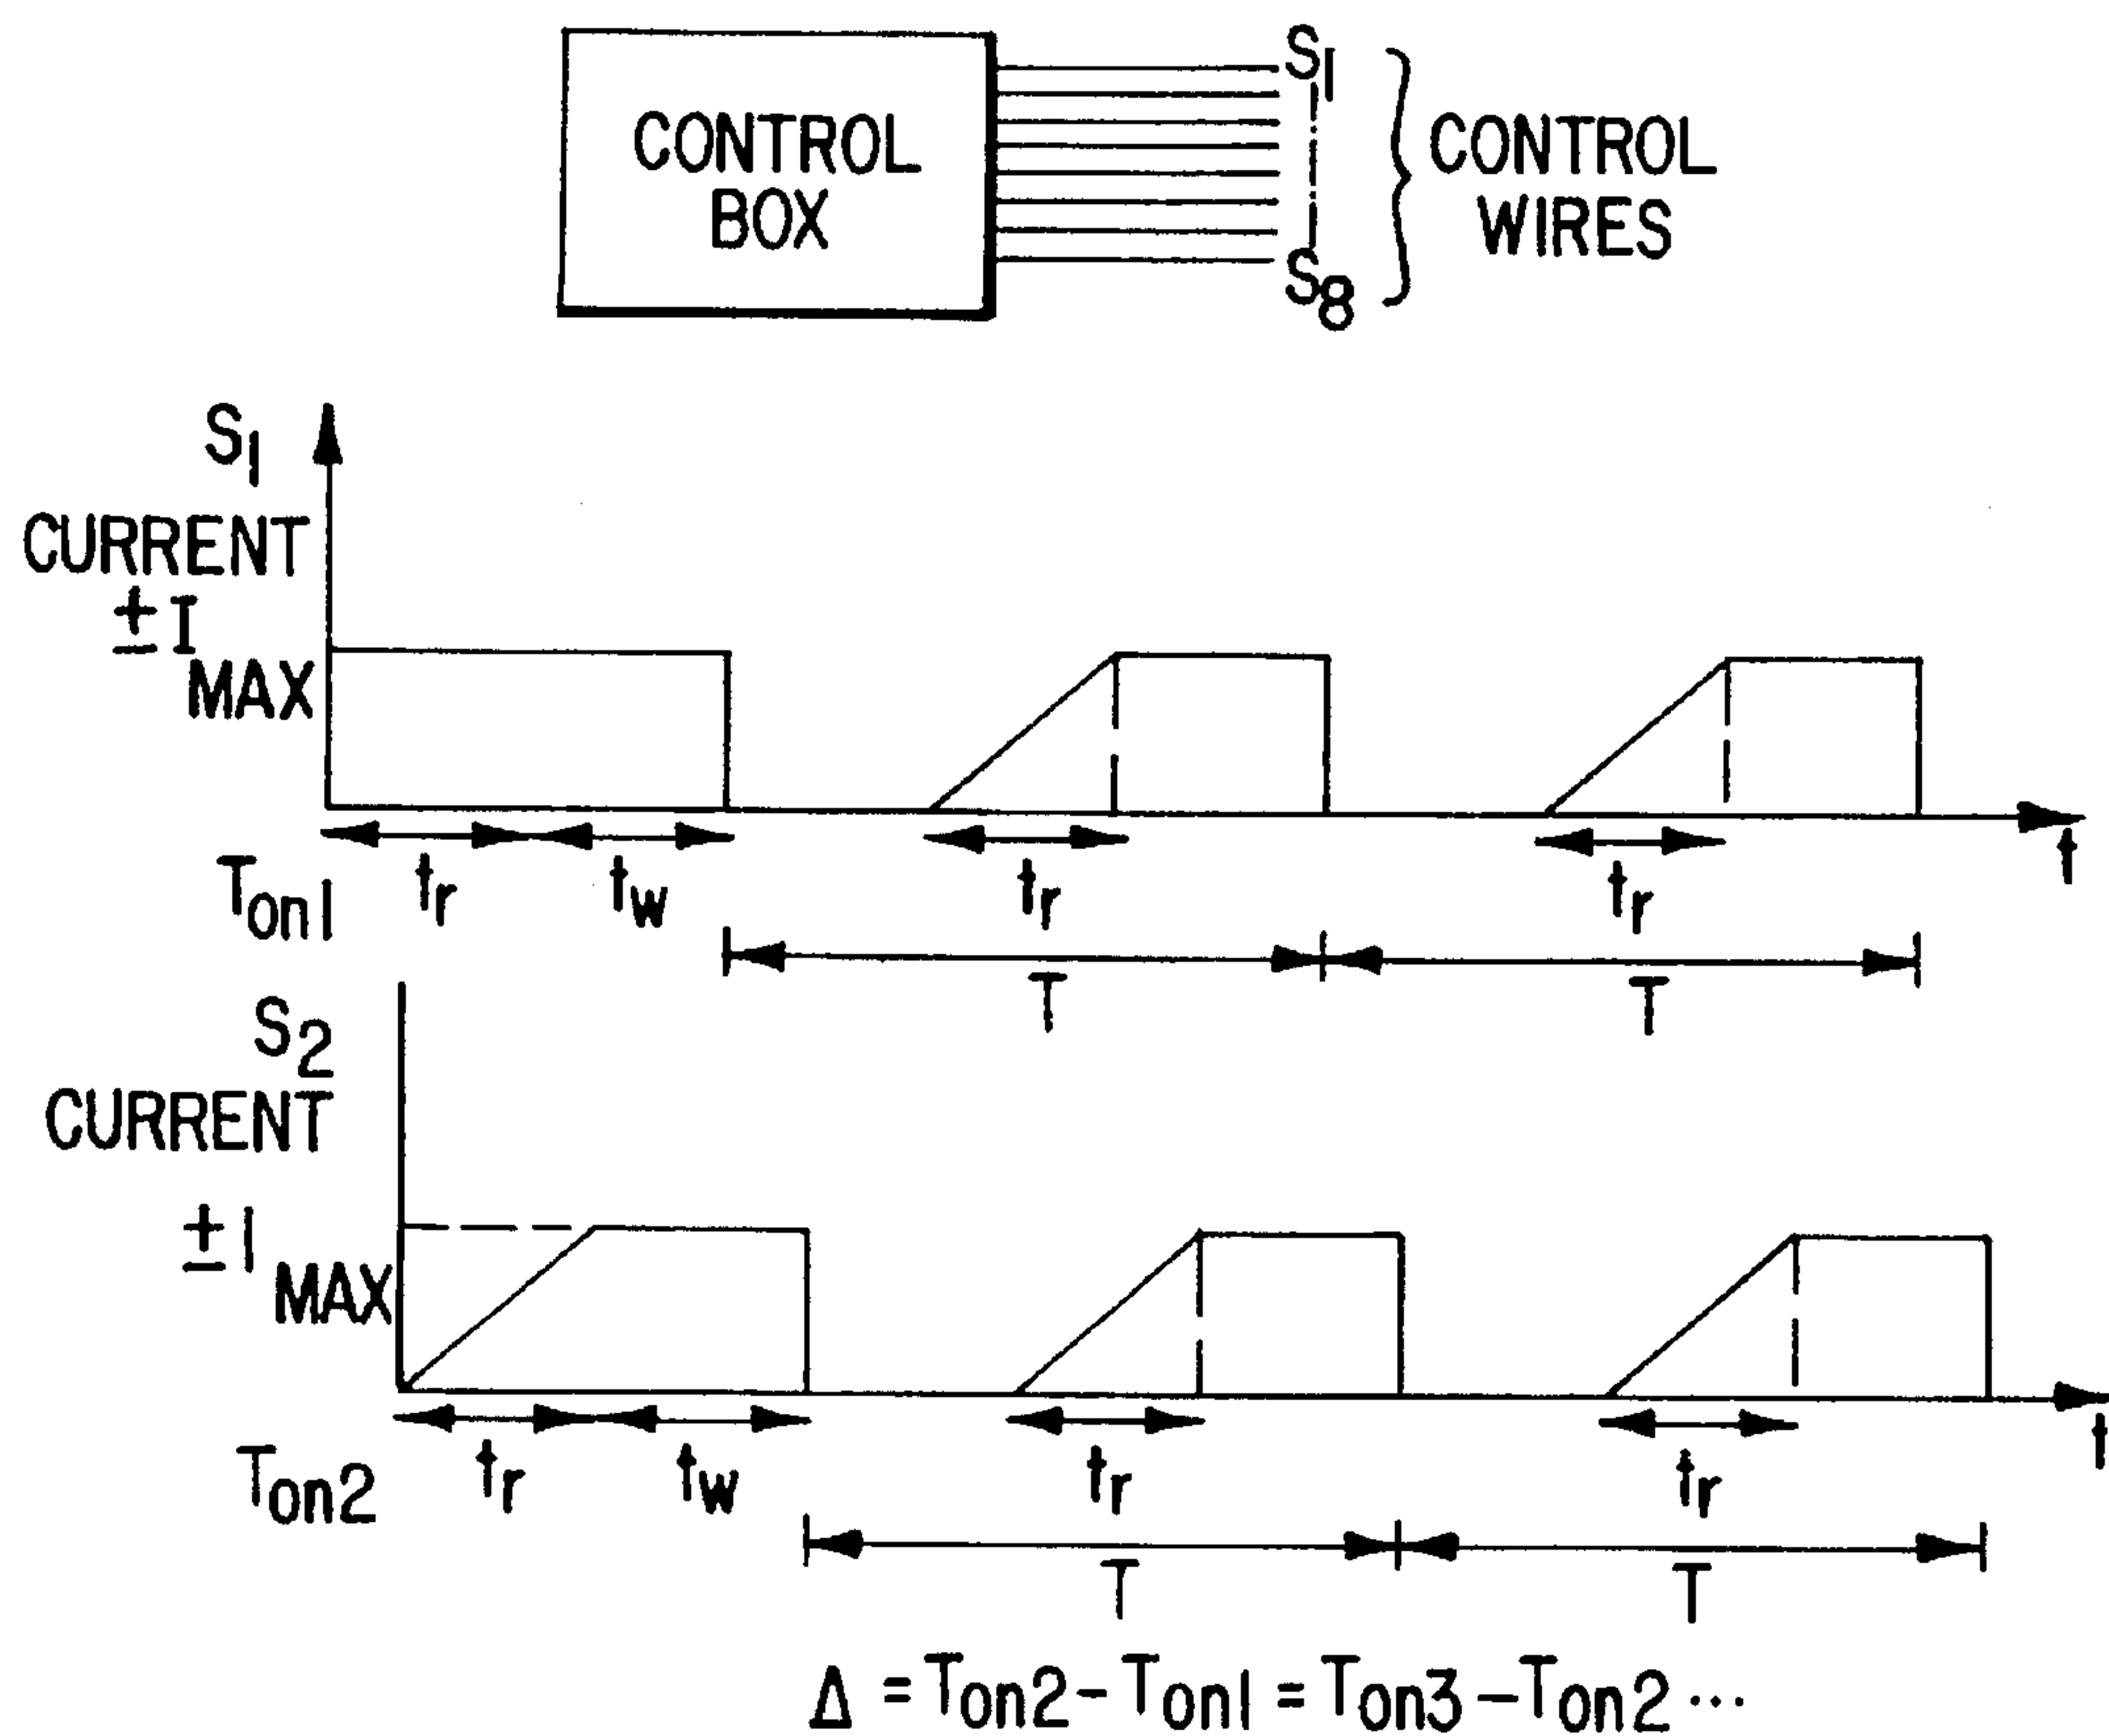 CONTROL
BOX
S1
S8
CONTROL
WIRES
S1
CURRENT
±I
MAX
Ton1
tr
tw
tr
tr
t
T
T
S2
CURRENT
±I
MAX
Ton2
tr
tw
tr
tr
t
T
T
Δ = Ton2 - Ton1 = Ton3 - Ton2 ...